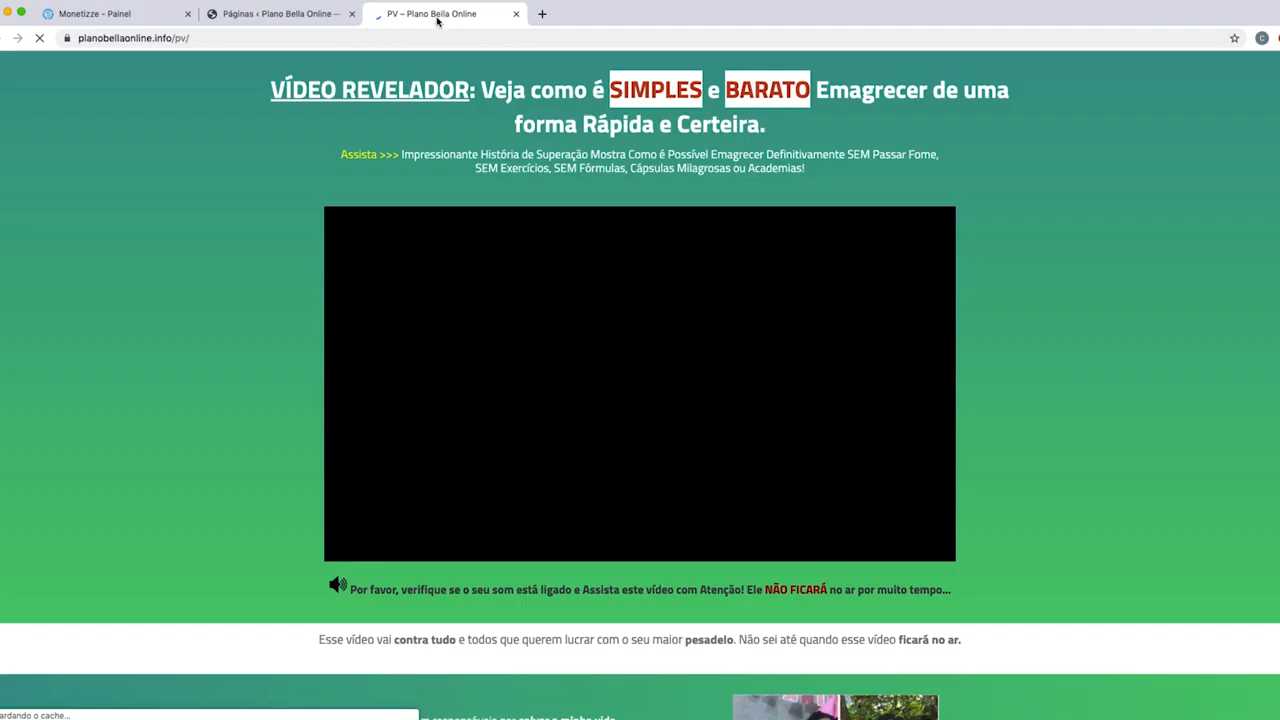 Monetizze - Painel
Páginas ‹ Plano Bella Online —
PV – Plano Bella Online
planobellaonline.info/pv/
VÍDEO REVELADOR: Veja como é SIMPLES e BARATO Emagrecer de uma
forma Rápida e Certeira.
Assista >>> Impressionante História de Superação Mostra Como é Possível Emagrecer Definitivamente SEM Passar Fome,
SEM Exercícios, SEM Fórmulas, Cápsulas Milagrosas ou Academias!
Por favor, verifique se o seu som está ligado e Assista este vídeo com Atenção! Ele NÃO FICARÁ no ar por muito tempo...
Esse vídeo vai contra tudo e todos que querem lucrar com o seu maior pesadelo. Não sei até quando esse vídeo ficará no ar.